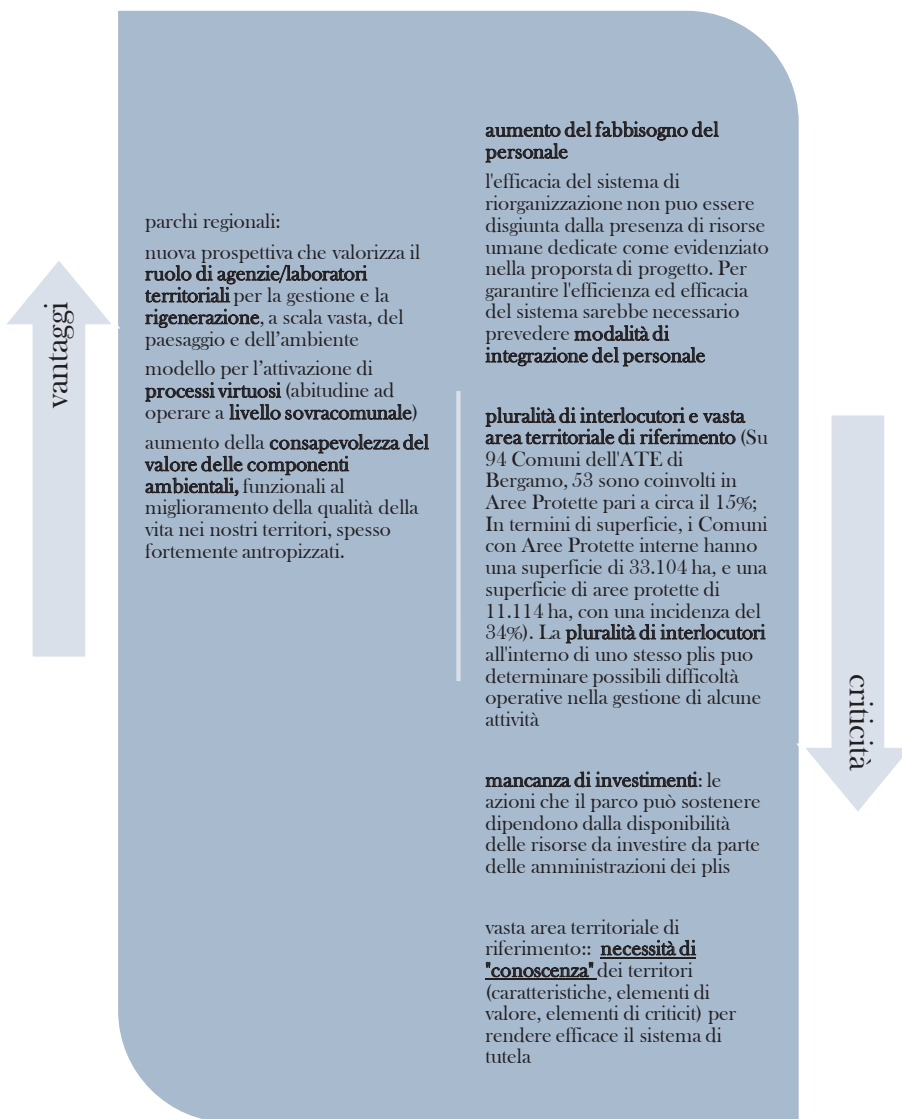 vantaggi
parchi regionali:
nuova prospettiva che valorizza il
ruolo di agenzie/laboratori
territoriali per la gestione e la
rigenerazione, a scala vasta, del
paesaggio e dell’ambiente
modello per l’attivazione di
processi virtuosi (abitudine ad
operare a livello sovracomunale)
aumento della consapevolezza del
valore delle componenti
ambientali, funzionali al
miglioramento della qualità della
vita nei nostri territori, spesso
fortemente antropizzati.
aumento del fabbisogno del
personale
l'efficacia del sistema di
riorganizzazione non puo essere
disgiunta dalla presenza di risorse
umane dedicate come evidenziato
nella proporsta di progetto. Per
garantire l'efficienza ed efficacia
del sistema sarebbe necessario
prevedere modalità di
integrazione del personale
pluralità di interlocutori e vasta
area territoriale di riferimento (Su
94 Comuni dell'ATE di
Bergamo, 53 sono coinvolti in
Aree Protette pari a circa il 15%;
In termini di superficie, i Comuni
con Aree Protette interne hanno
una superficie di 33.104 ha, e una
superficie di aree protette di
11.114 ha, con una incidenza del
34%). La pluralità di interlocutori
all'interno di uno stesso plis puo
determinare possibili difficoltà
operative nella gestione di alcune
attività
mancanza di investimenti: le
azioni che il parco può sostenere
dipendono dalla disponibilità
delle risorse da investire da parte
delle amministrazioni dei plis
vasta area territoriale di
riferimento:: necessità di
"conoscenza" dei territori
(caratteristiche, elementi di
valore, elementi di criticit) per
rendere efficace il sistema di
tutela
criticità